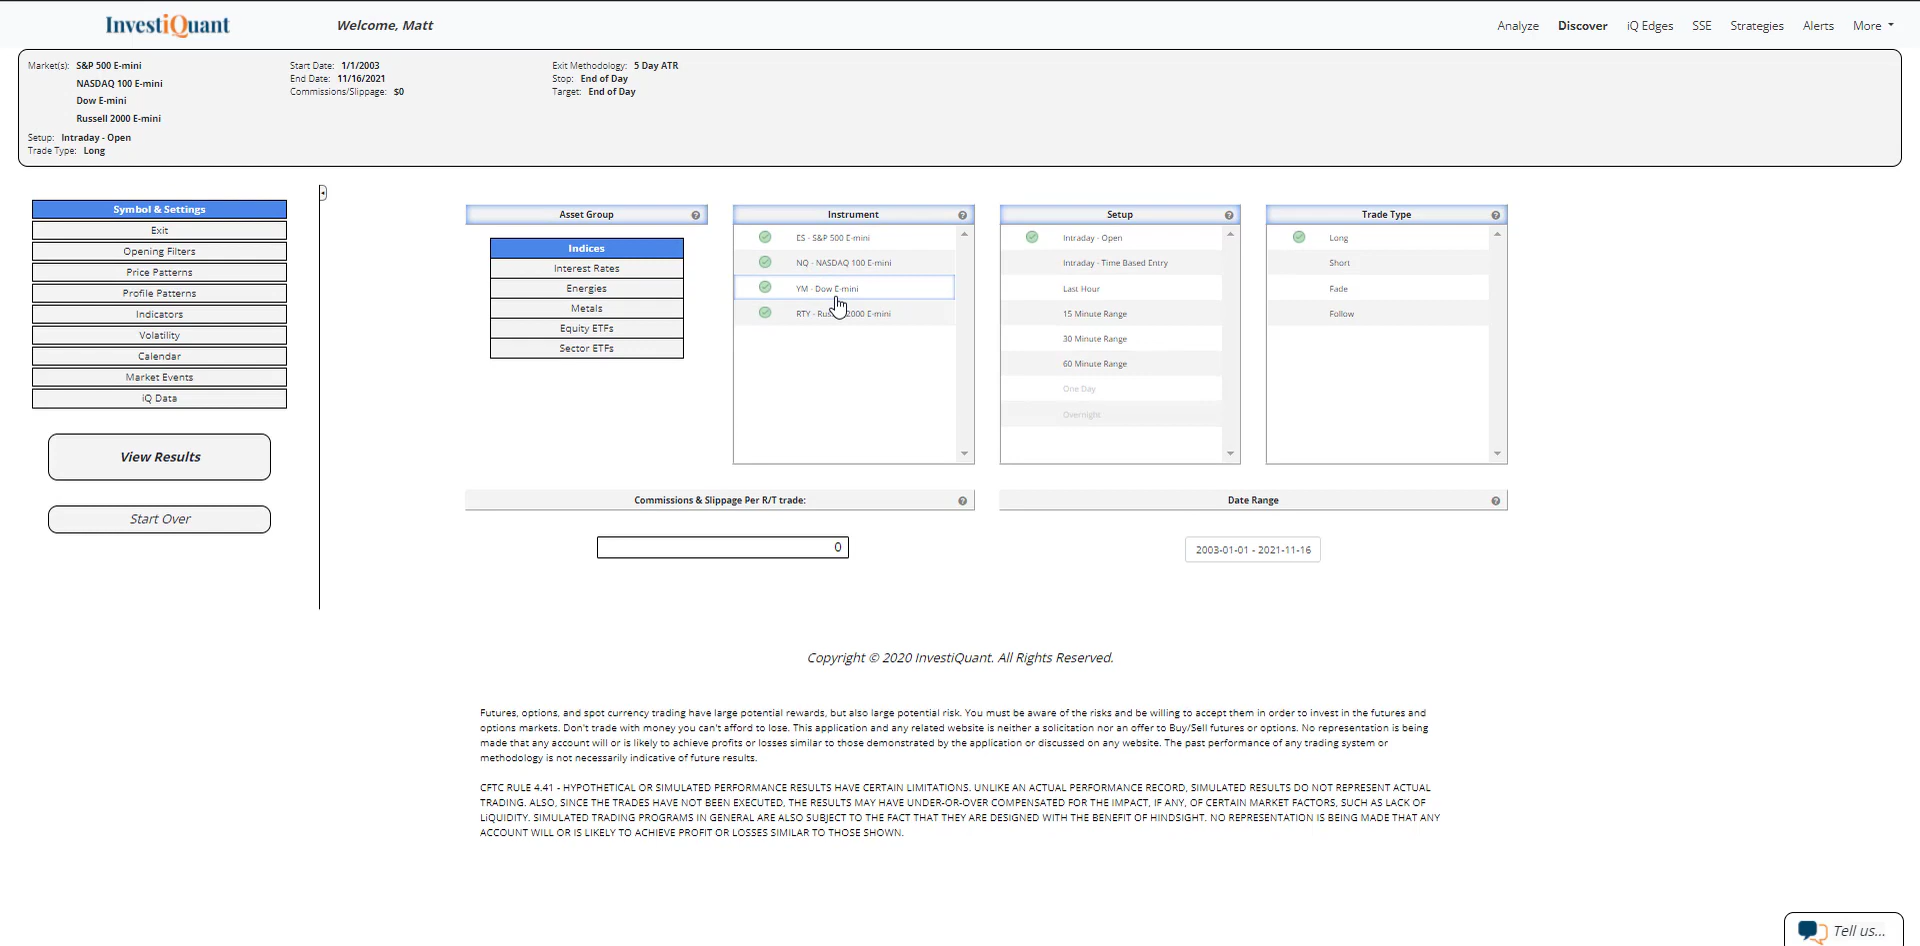 InvestiQuant
Welcome, Matt
Analyze Discover iQ Edges SSE Strategies Alerts More
Market(s): S&P 500 E-mini
NASDAQ 100 E-mini
Dow E-mini
Russell 2000 E-mini
Setup: Intraday - Open
Trade Type: Long
Start Date: 1/1/2003
End Date: 11/16/2021
Commissions/Slippage: $0
Exit Methodology: 5 Day ATR
Stop: End of Day
Target: End of Day
Symbol & Settings
Exit
Opening Filters
Price Patterns
Profile Patterns
Indicators
Volatility
Calendar
Market Events
iQ Data
View Results
Start Over
Asset Group
Indices
Interest Rates
Energies
Metals
Equity ETFs
Sector ETFs
Instrument
ES - S&P 500 E-mini
NQ - NASDAQ 100 E-mini
YM - Dow E-mini
RTY - Russell 2000 E-mini
Setup
Intraday - Open
Intraday - Time Based Entry
Last Hour
15 Minute Range
30 Minute Range
60 Minute Range
One Day
Overnight
Trade Type
Long
Short
Fade
Follow
Commissions & Slippage Per R/T trade:
0
Date Range
2003-01-01 - 2021-11-16
Copyright © 2020 InvestiQuant. All Rights Reserved.
Futures, options, and spot currency trading have large potential rewards, but also large potential risk. You must be aware of the risks and be willing to accept them in order to invest in the futures and
options markets. Don't trade with money you can't afford to lose. This application and any related website is neither a solicitation nor an offer to Buy/Sell futures or options. No representation is being
made that any account will or is likely to achieve profits or losses similar to those demonstrated by the application or discussed on any website. The past performance of any trading system or
methodology is not necessarily indicative of future results.
CFTC RULE 4.41 - HYPOTHETICAL OR SIMULATED PERFORMANCE RESULTS HAVE CERTAIN LIMITATIONS. UNLIKE AN ACTUAL PERFORMANCE RECORD, SIMULATED RESULTS DO NOT REPRESENT ACTUAL
TRADING. ALSO, SINCE THE TRADES HAVE NOT BEEN EXECUTED, THE RESULTS MAY HAVE UNDER-OR-OVER COMPENSATED FOR THE IMPACT, IF ANY, OF CERTAIN MARKET FACTORS, SUCH AS LACK OF
LIQUIDITY. SIMULATED TRADING PROGRAMS IN GENERAL ARE ALSO SUBJECT TO THE FACT THAT THEY ARE DESIGNED WITH THE BENEFIT OF HINDSIGHT. NO REPRESENTATION IS BEING MADE THAT ANY
ACCOUNT WILL OR IS LIKELY TO ACHIEVE PROFIT OR LOSSES SIMILAR TO THOSE SHOWN.
Tell us...